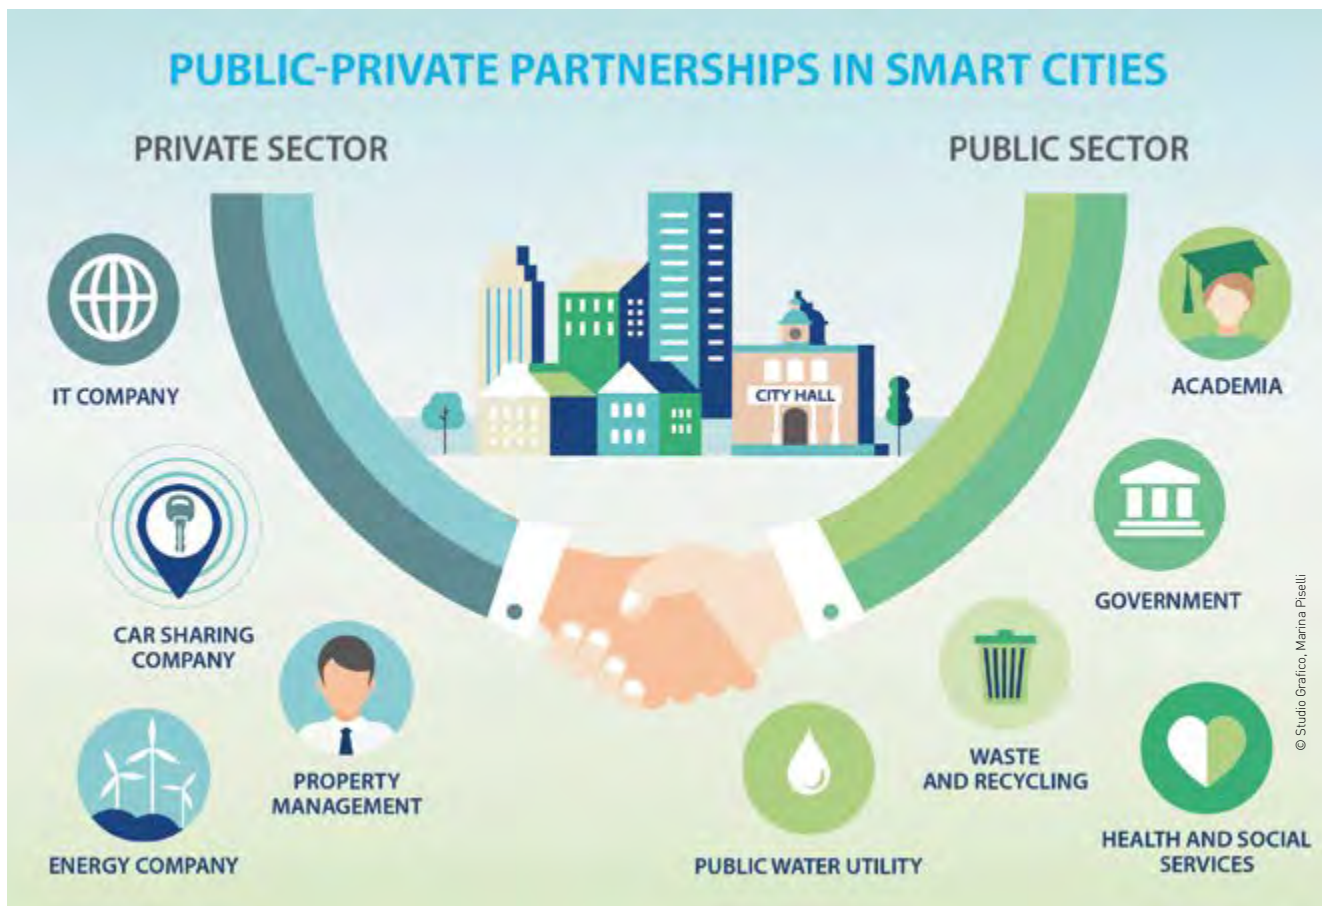 PUBLIC-PRIVATE PARTNERSHIPS IN SMART CITIES
PRIVATE SECTOR
PUBLIC SECTOR
IT COMPANY
CAR SHARING
COMPANY
PROPERTY
MANAGEMENT
ENERGY COMPANY
CITY HALL
ACADEMIA
GOVERNMENT
WASTE
AND RECYCLING
PUBLIC WATER UTILITY
HEALTH AND SOCIAL
SERVICES
© Studio Grafico, Marina Piselli